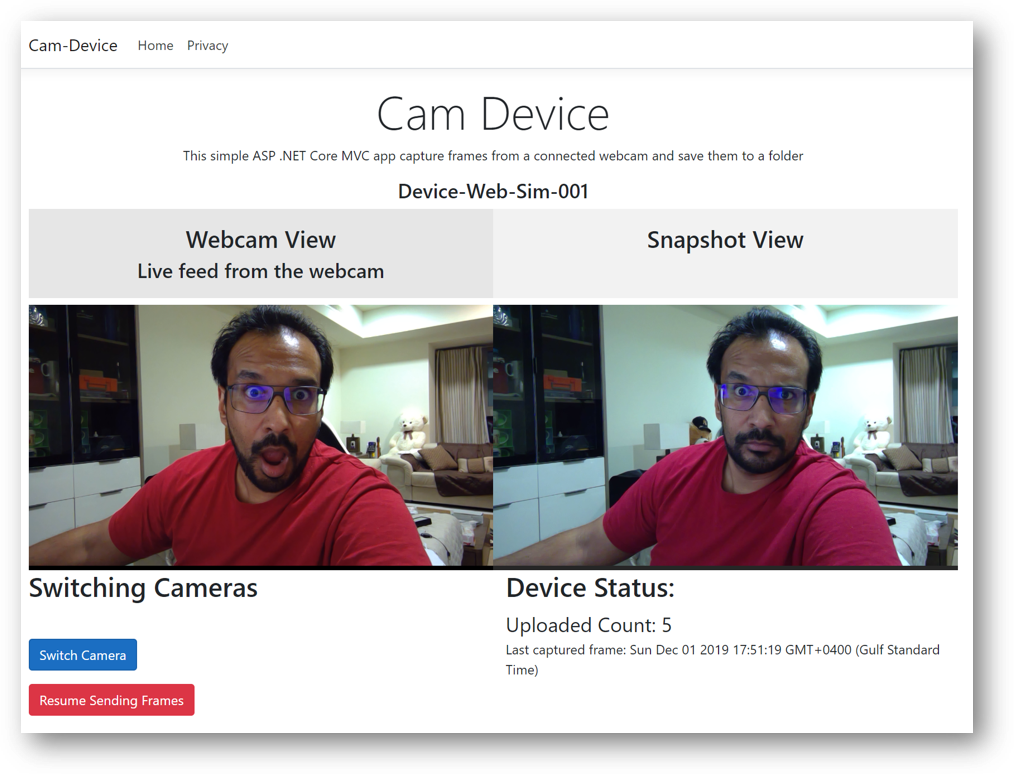 Cam-Device Home Privacy
Cam Device
This simple ASP .NET Core MVC app capture frames from a connected webcam and save them to a folder
Device-Web-Sim-001
Webcam View
Live feed from the webcam
Snapshot View
Switching Cameras
Switch Camera
Resume Sending Frames
Device Status:
Uploaded Count: 5
Last captured frame: Sun Dec 01 2019 17:51:19 GMT+0400 (Gulf Standard
Time)